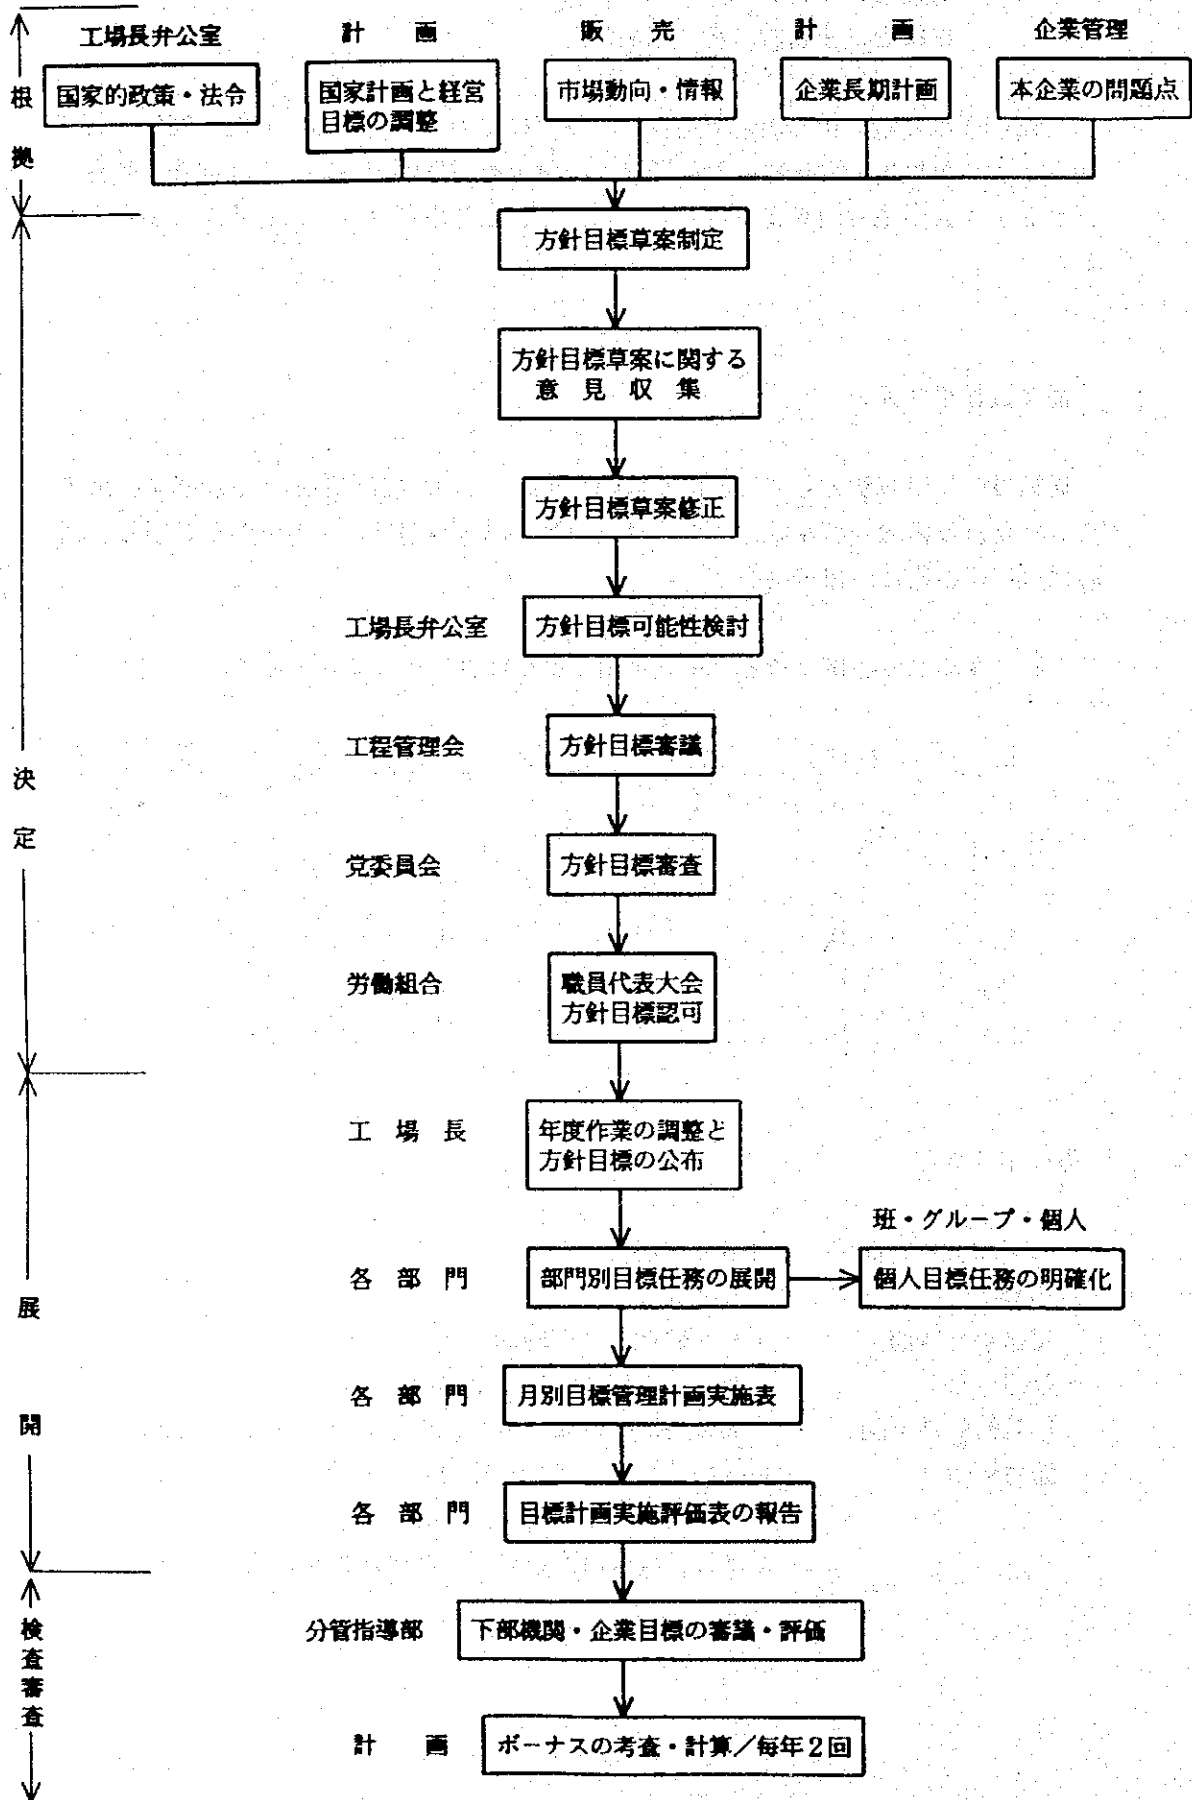 工場長弁公室 計画 販売 計画 企業管理
国家的政策・法令
国家計画と経営
目標の調整
市場動向・情報
企業長期計画
本企業の問題点
根拠
方針目標草案制定
方針目標草案に関する
意見収集
方針目標草案修正
工場長弁公室 方針目標可能性検討
工程管理会 方針目標審議
決定
党委員会 方針目標審査
労働組合
職員代表大会
方針目標認可
工場長
年度作業の調整と
方針目標の公布
班・グループ・個人
各部門 部門別目標任務の展開 個人目標任務の明確化
展開
各部門 月別目標管理計画実施表
各部門 目標計画実施評価表の報告
検査審査
分管指導部 下部機関・企業目標の審議・評価
計画 ボーナスの考査・計算／毎年2回